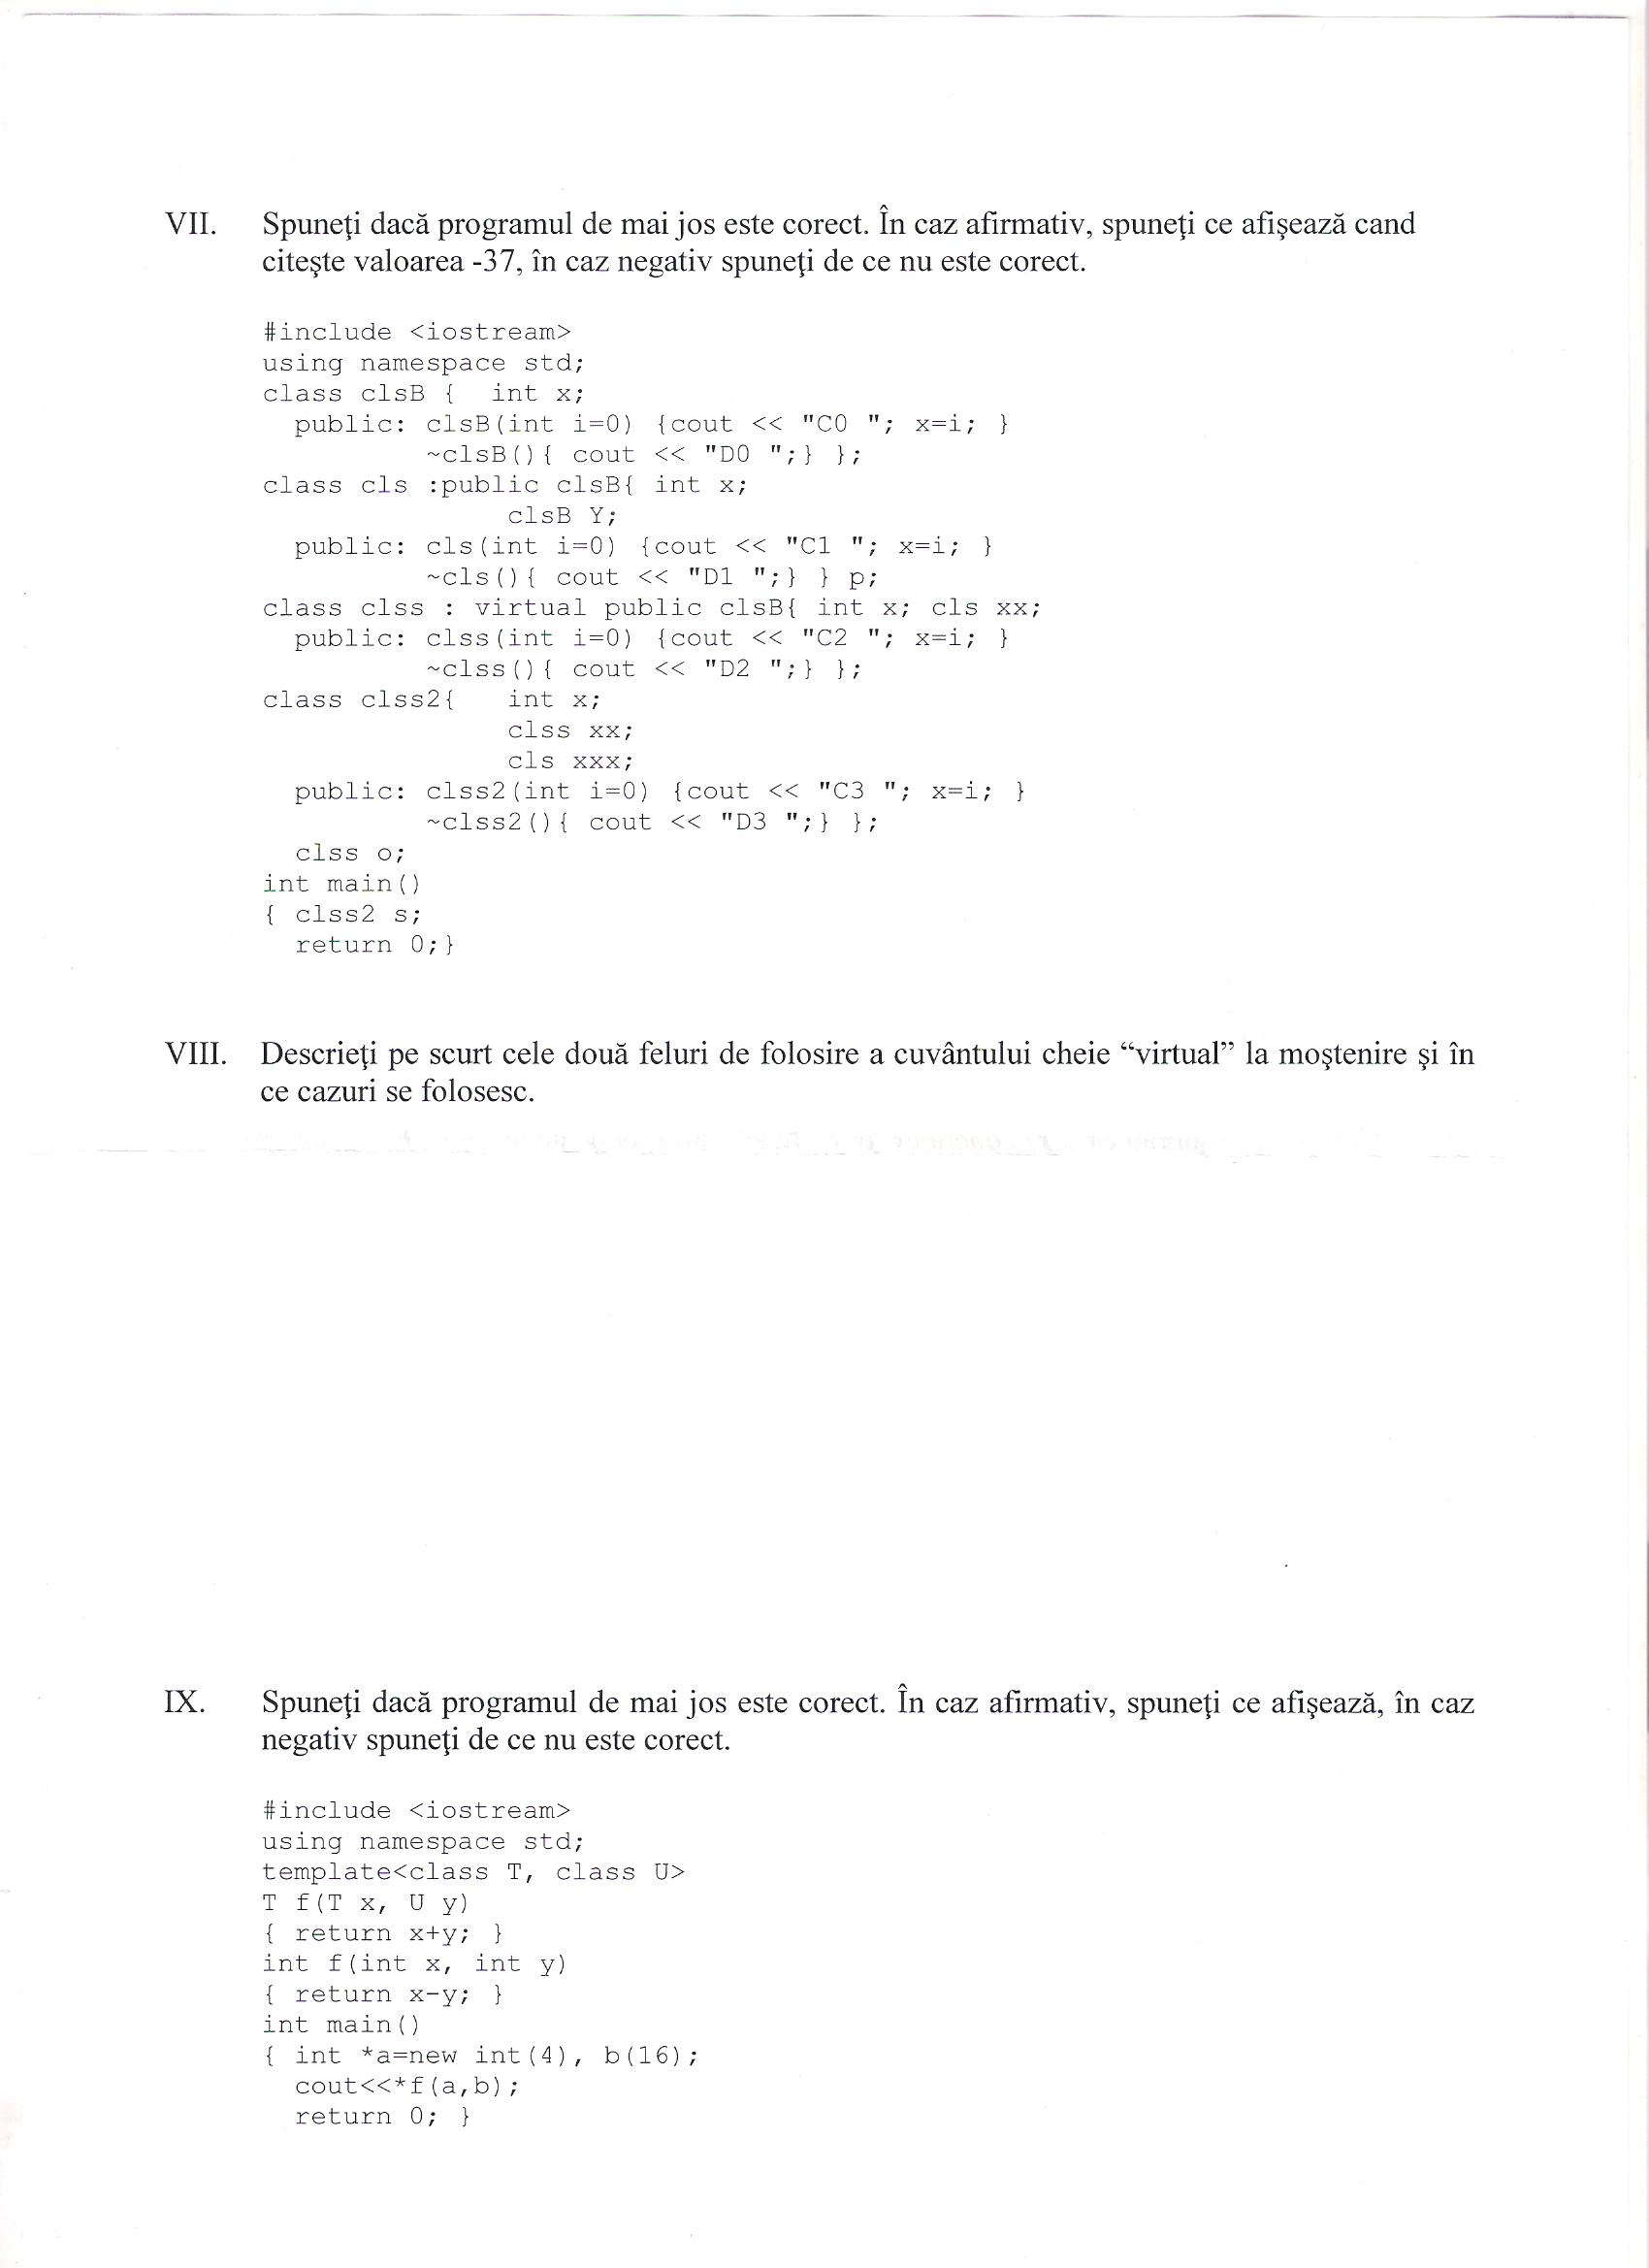 VII. Spuneţi dacă programul de mai jos este corect. În caz afirmativ, spuneţi ce afişează cand
citeşte valoarea -37, în caz negativ spuneţi de ce nu este corect.
#include <iostream>
using namespace std;
class clsB {  int x;
  public: clsB(int i=0) {cout << "C0 "; x=i; }
          ~clsB(){ cout << "D0 ";} };
class cls :public clsB{ int x;
               clsB Y;
  public: cls(int i=0) {cout << "C1 "; x=i; }
          ~cls(){ cout << "D1 ";} } p;
class clss : virtual public clsB{ int x; cls xx;
  public: clss(int i=0) {cout << "C2 "; x=i; }
          ~clss(){ cout << "D2 ";} };
class clss2{   int x;
               clss xx;
               cls xxx;
  public: clss2(int i=0) {cout << "C3 "; x=i; }
          ~clss2(){ cout << "D3 ";} };
  clss o;
int main()
{ clss2 s;
  return 0;}
VIII. Descrieţi pe scurt cele două feluri de folosire a cuvântului cheie “virtual” la moştenire şi în
ce cazuri se folosesc.
IX. Spuneţi dacă programul de mai jos este corect. În caz afirmativ, spuneţi ce afişează, în caz
negativ spuneţi de ce nu este corect.
#include <iostream>
using namespace std;
template<class T, class U>
T f(T x, U y)
{ return x+y; }
int f(int x, int y)
{ return x-y; }
int main()
{ int *a=new int(4), b(16);
  cout<<*f(a,b);
  return 0; }